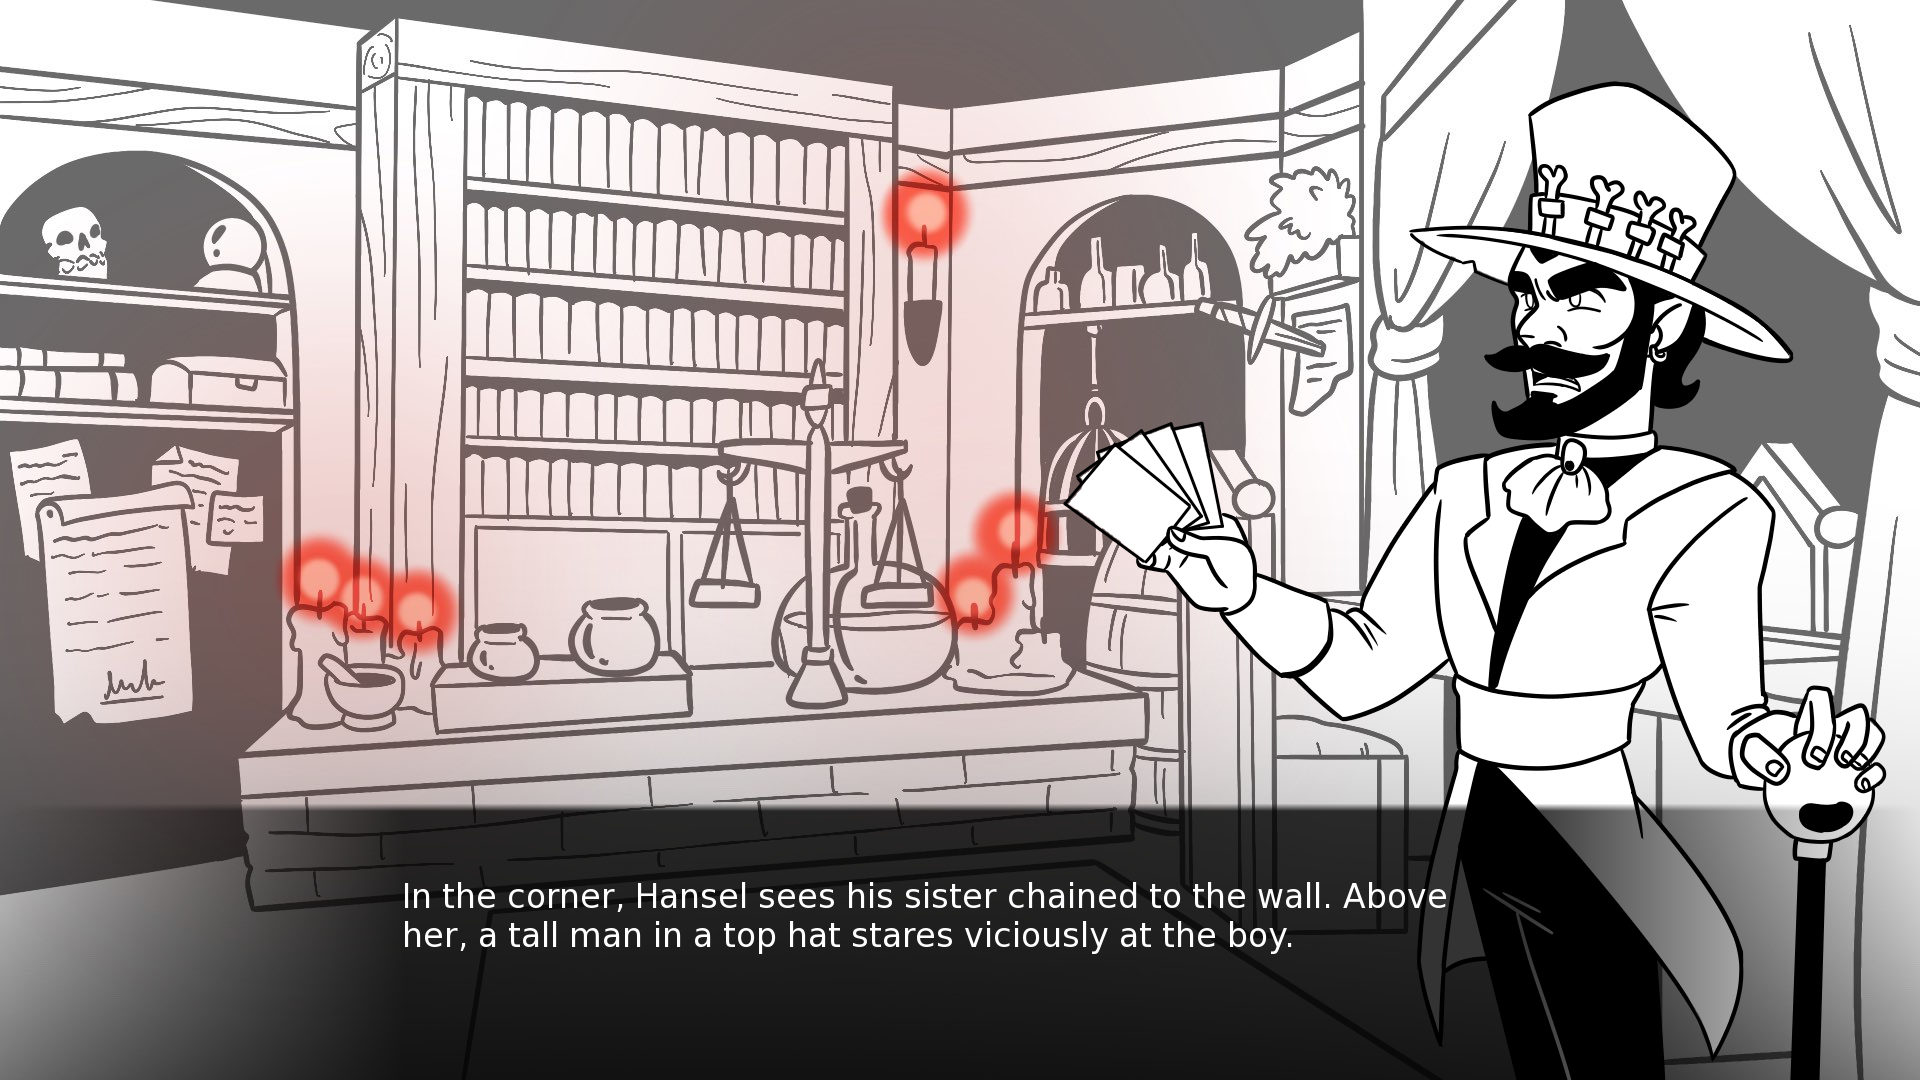 In the corner, Hansel sees his sister chained to the wall. Above
her, a tall man in a top hat stares viciously at the boy.